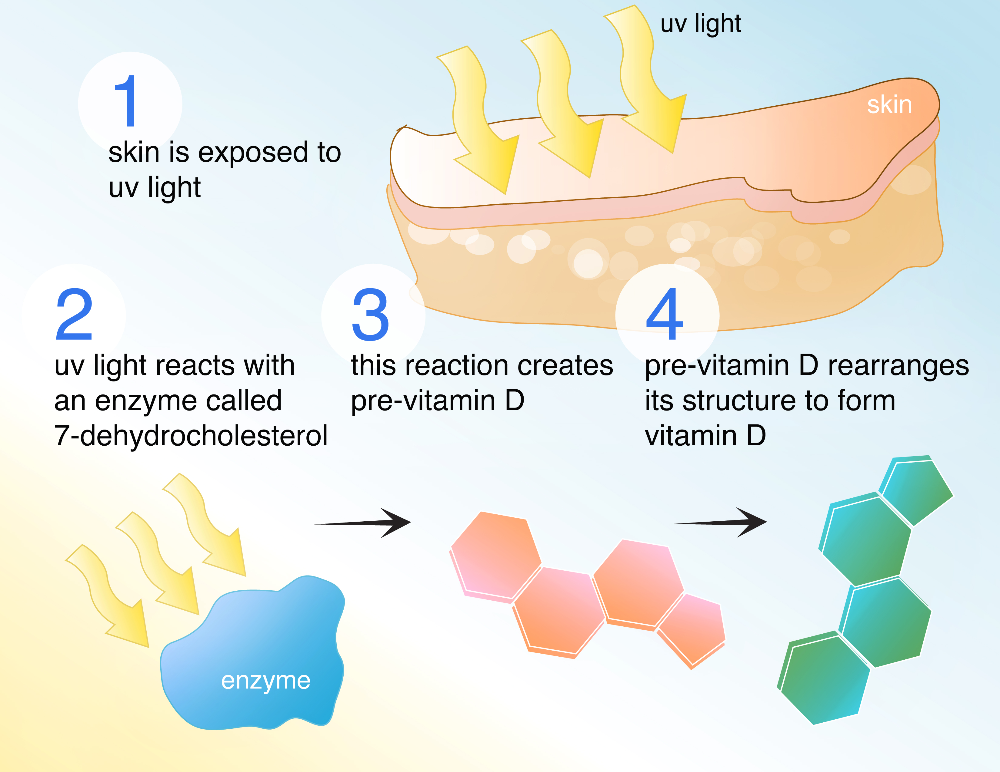 uv light
skin
1
skin is exposed to
uv light
2
uv light reacts with
an enzyme called
7-dehydrocholesterol
3
this reaction creates
pre-vitamin D
4
pre-vitamin D rearranges
its structure to form
vitamin D
enzyme